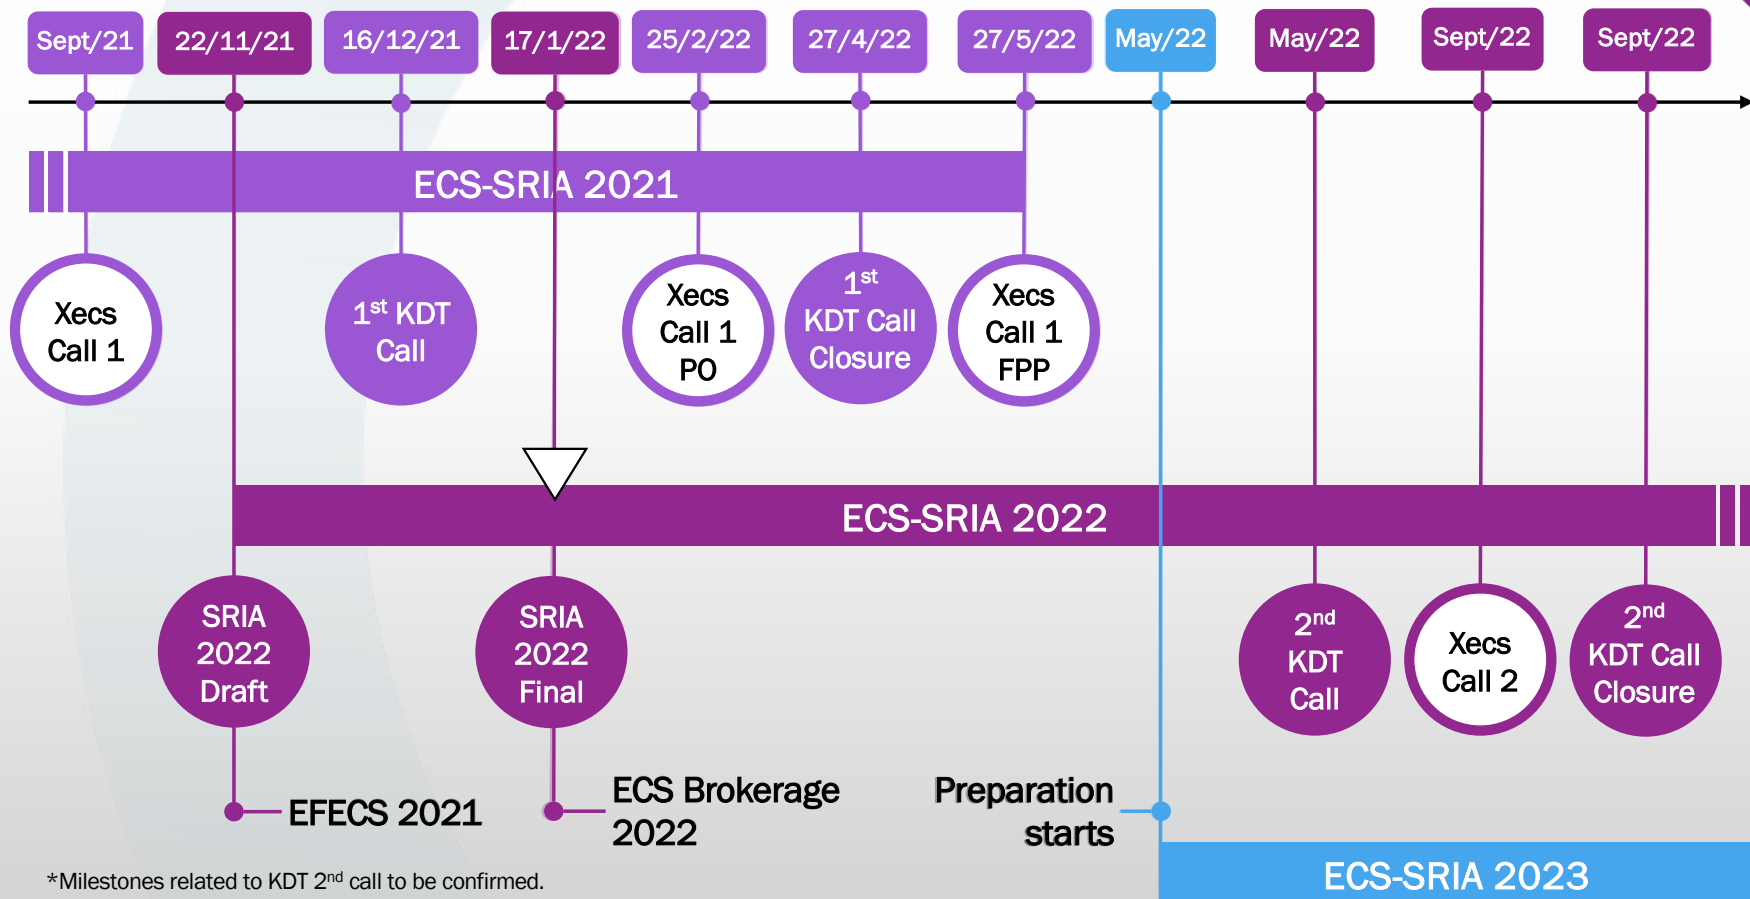 Sept/21
22/11/21
16/12/21
17/1/22
25/2/22
27/4/22
27/5/22
May/22
May/22
Sept/22
Sept/22
ECS-SRIA 2021
Xecs
Call 1
1st KDT
Call
Xecs
Call 1
PO
1st
KDT Call
Closure
Xecs
Call 1
FPP
ECS-SRIA 2022
SRIA
2022
Draft
SRIA
2022
Final
2nd
KDT
Call
Xecs
Call 2
2nd
KDT Call
Closure
EFECS 2021
ECS Brokerage
2022
Preparation
starts
ECS-SRIA 2023
*Milestones related to KDT 2nd call to be confirmed.